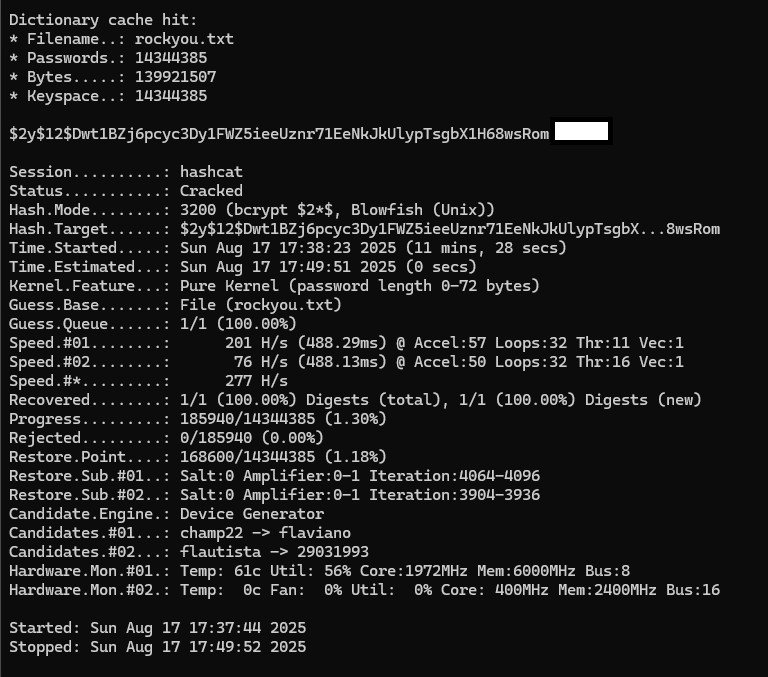 Dictionary cache hit:
* Filename..: rockyou.txt
* Passwords.: 14344385
* Bytes.....: 139921507
* Keyspace..: 14344385
$2y$12$Dwt1BZj6pcyc3Dy1FWZ5ieeUznr71EeNkJkUlypTsgbX1H68wsRom
Session..........: hashcat
Status...........: Cracked
Hash.Mode........: 3200 (bcrypt $2*$, Blowfish (Unix))
Hash.Target......: $2y$12$Dwt1BZj6pcyc3Dy1FWZ5ieeUznr71EeNkJkUlypTsgbX...8wsRom
Time.Started.....: Sun Aug 17 17:38:23 2025 (11 mins, 28 secs)
Time.Estimated...: Sun Aug 17 17:49:51 2025 (0 secs)
Kernel.Feature...: Pure Kernel (password length 0-72 bytes)
Guess.Base.......: File (rockyou.txt)
Guess.Queue......: 1/1 (100.00%)
Speed.#01........:      201 H/s (488.29ms) @ Accel:57 Loops:32 Thr:11 Vec:1
Speed.#02........:       76 H/s (488.13ms) @ Accel:50 Loops:32 Thr:16 Vec:1
Speed.#*.........:      277 H/s
Recovered........: 1/1 (100.00%) Digests (total), 1/1 (100.00%) Digests (new)
Progress.........: 185940/14344385 (1.30%)
Rejected.........: 0/185940 (0.00%)
Restore.Point....: 168600/14344385 (1.18%)
Restore.Sub.#01..: Salt:0 Amplifier:0-1 Iteration:4064-4096
Restore.Sub.#02..: Salt:0 Amplifier:0-1 Iteration:3904-3936
Candidate.Engine.: Device Generator
Candidates.#01...: champ22 -> flaviano
Candidates.#02...: flautista -> 29031993
Hardware.Mon.#01.: Temp: 61c Util: 56% Core:1972MHz Mem:6000MHz Bus:8
Hardware.Mon.#02.: Temp:  0c Fan:  0% Util:  0% Core: 400MHz Mem:2400MHz Bus:16
Started: Sun Aug 17 17:37:44 2025
Stopped: Sun Aug 17 17:49:52 2025